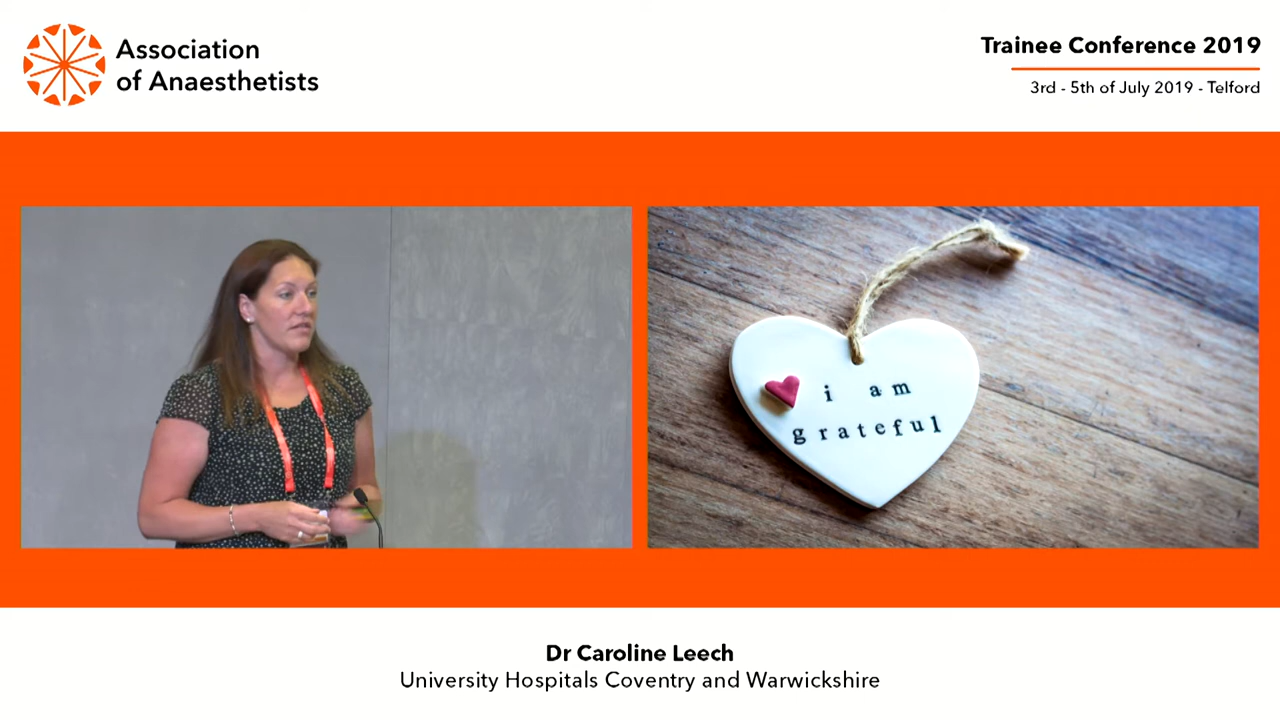 Association
of Anaesthetists
Trainee Conference 2019
3rd - 5th of July 2019 - Telford
i am
grateful
Dr Caroline Leech
University Hospitals Coventry and Warwickshire